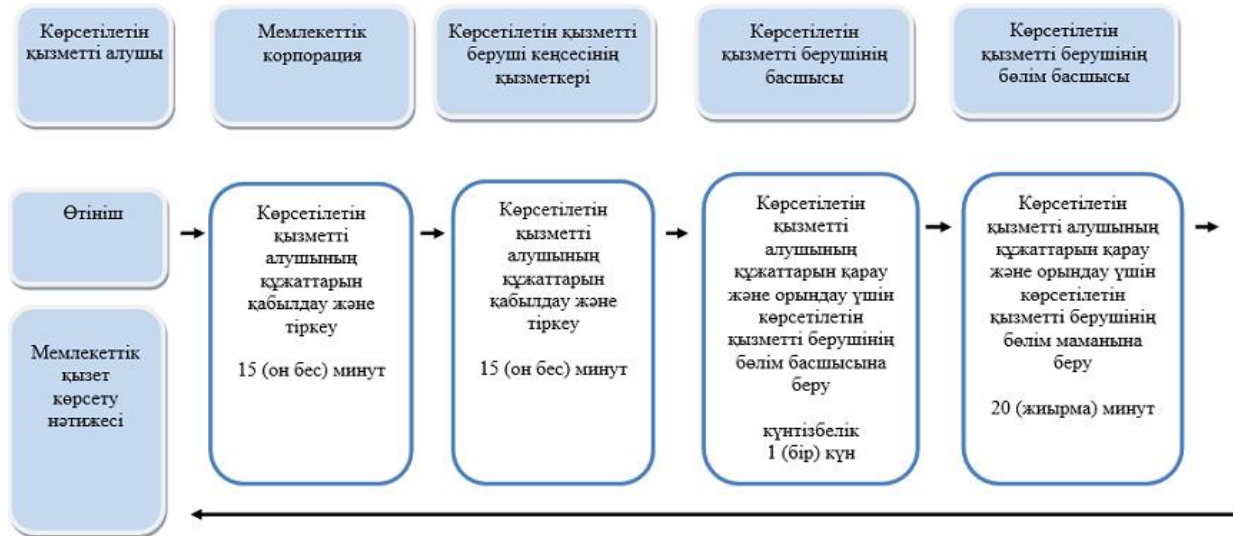 Көрсетілетін
қызметті алушы
Мемлекеттік
корпорация
Көрсетілетін қызметті
беруші кеңсесінің
қызметкері
Көрсетілетін
қызметті берушінің
басшысы
Көрсетілетін
қызметті берушінің
бөлім басшысы
Өтініш
Көрсетілетін
қызметті
алушының
құжаттарын
қабылдау және
тіркеу
15 (он бес) минут
Көрсетілетін
қызметті
алушының
құжаттарын
қабылдау және
тіркеу
15 (он бес) минут
Көрсетілетін
қызметті
алушының
құжаттарын қарау
және орындау үшін
көрсетілетін
қызметті берушінің
бөлім басшысына
беру
күнтізбелік
1 (бір) күн
Көрсетілетін
қызметті алушының
құжаттарын қарау
және орындау үшін
көрсетілетін
қызметті берушінің
бөлім маманына
беру
20 (жиырма) минут
Мемлекеттік
қызет
көрсету
нәтижесі